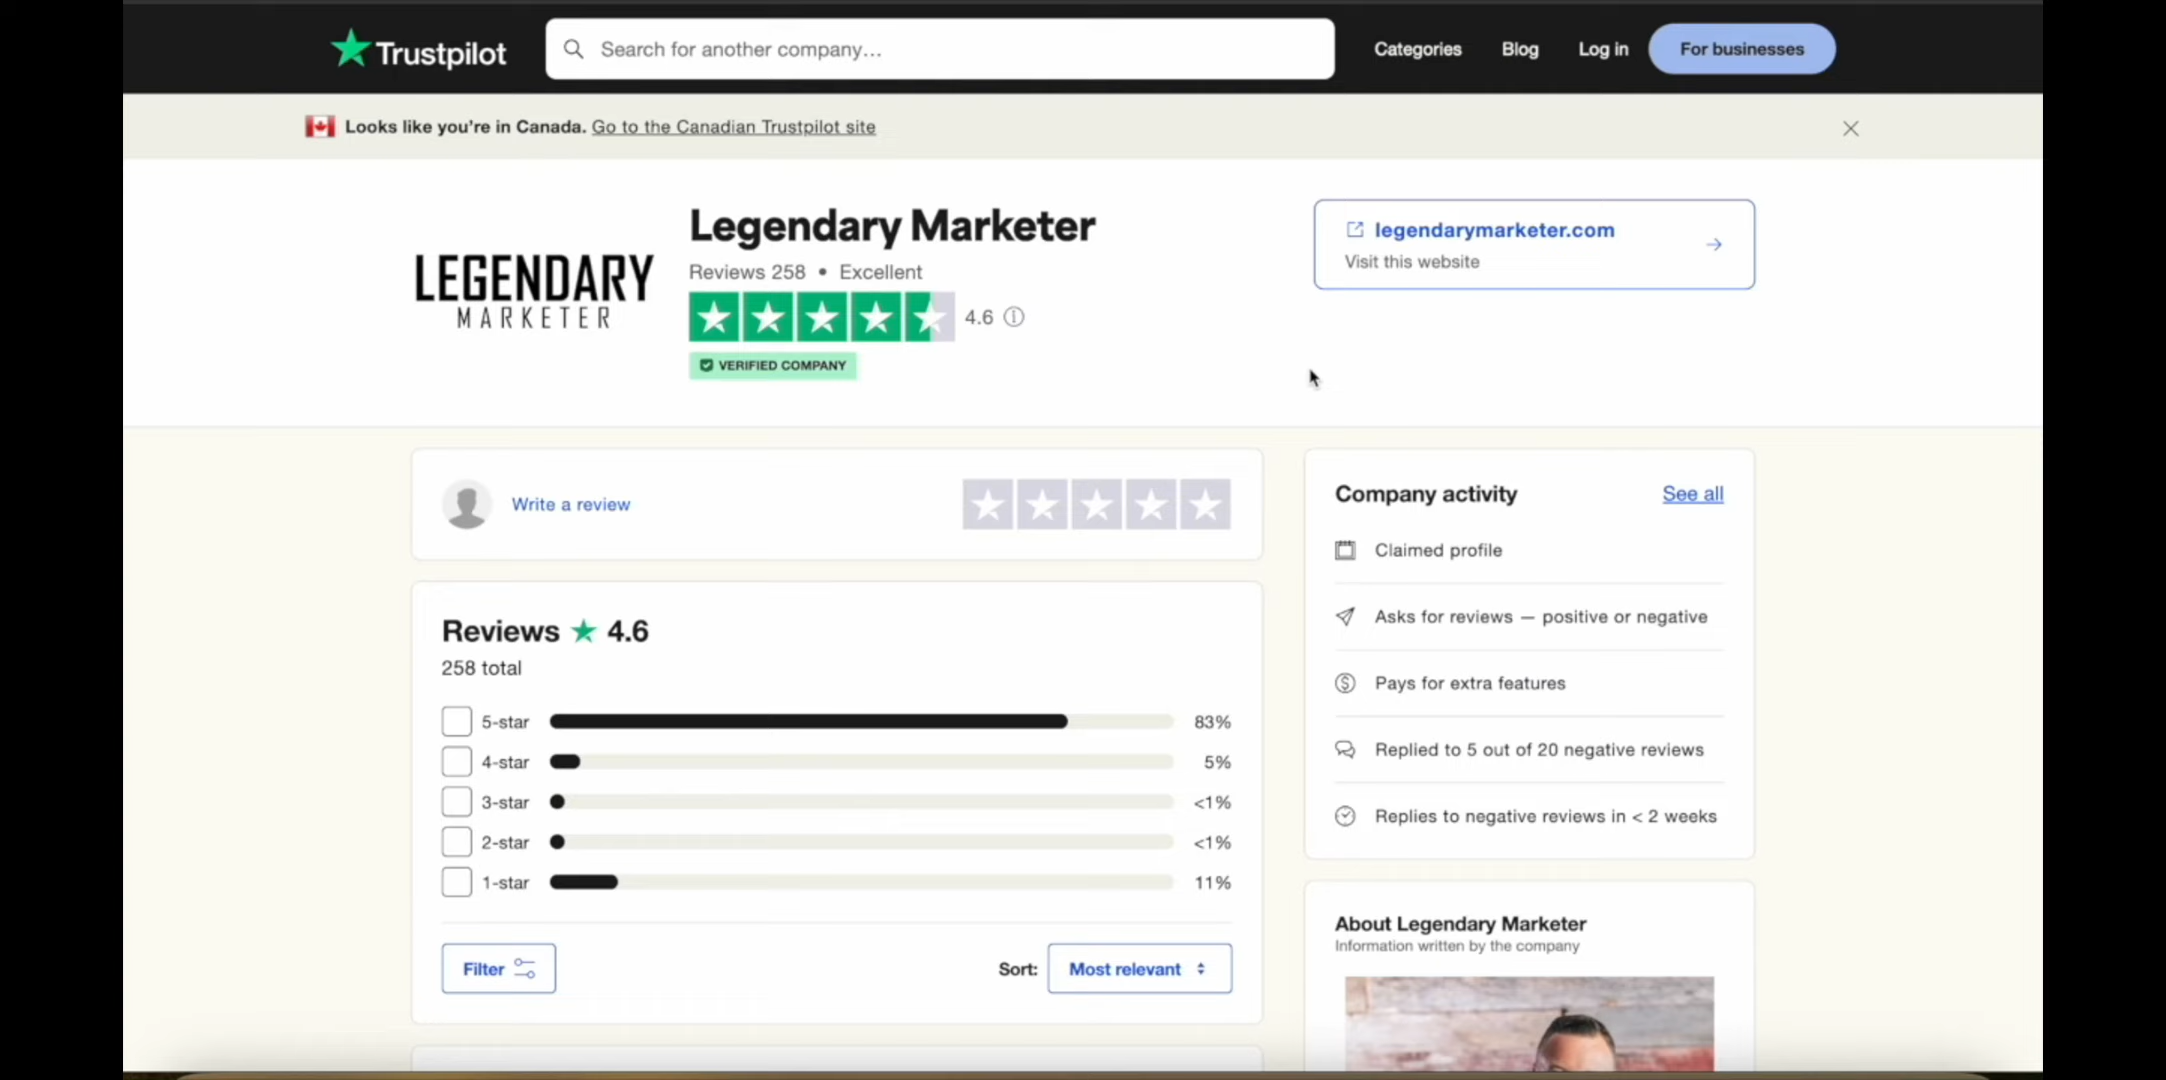 Trustpilot
Search for another company...
Categories
Blog
Log in
For businesses
Looks like you're in Canada. Go to the Canadian Trustpilot site
LEGENDARY
MARKETER
Legendary Marketer
Reviews 258 • Excellent
4.6
VERIFIED COMPANY
legendarymarketer.com
Visit this website
Write a review
Reviews 4.6
258 total
5-star 83%
4-star 5%
3-star <1%
2-star <1%
1-star 11%
Filter
Sort: Most relevant
Company activity
See all
Claimed profile
Asks for reviews — positive or negative
Pays for extra features
Replied to 5 out of 20 negative reviews
Replies to negative reviews in < 2 weeks
About Legendary Marketer
Information written by the company